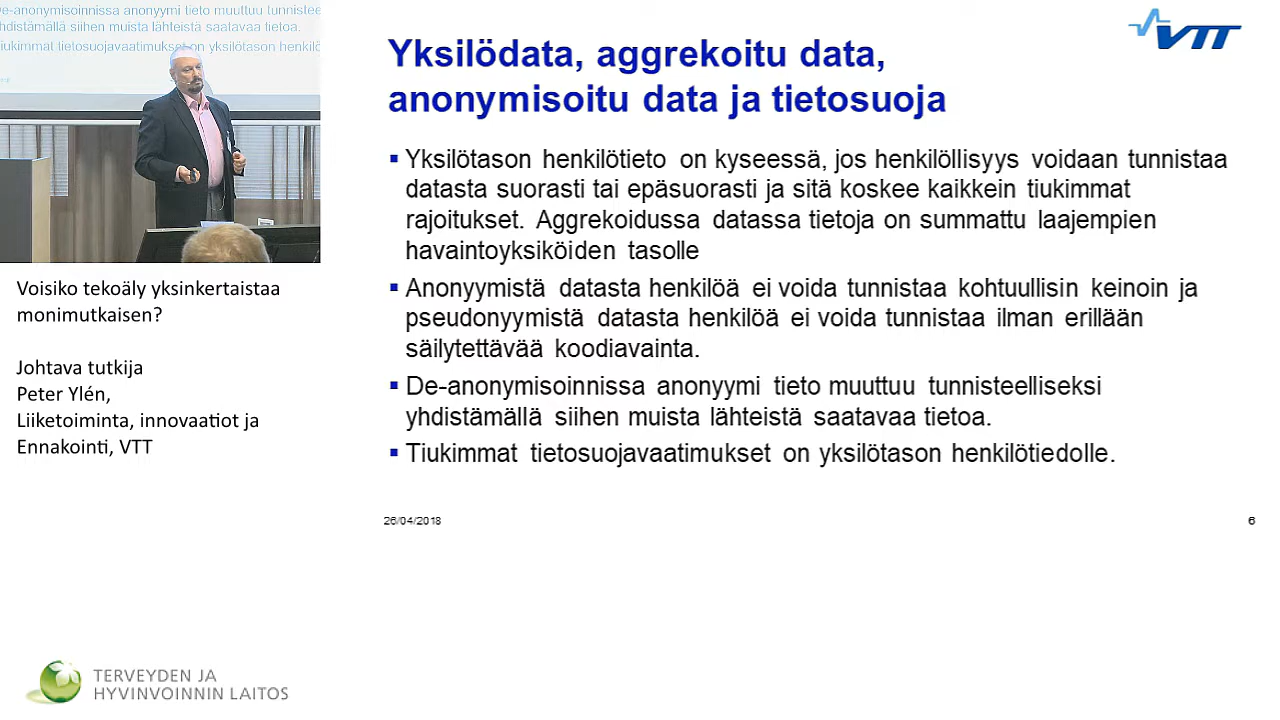 De-anonymisoinnissa anonyymi tieto muuttuu tunnistee
yhdistämällä siihen muista lähteistä saatavaa tietoa.
Tiukimmat tietosuojavaatimukset on yksilötason henkilö
Voisiko tekoäly yksinkertaistaa
monimutkaisen?
Johtava tutkija
Peter Ylén,
Liiketoiminta, innovaatiot ja
Ennakointi, VTT
VTT
Yksilödata, aggrekoitu data,
anonymisoitu data ja tietosuoja
▪ Yksilötason henkilötieto on kyseessä, jos henkilöllisyys voidaan tunnistaa
datasta suorasti tai epäsuorasti ja sitä koskee kaikkein tiukimmat
rajoitukset. Aggrekoidussa datassa tietoja on summattu laajempien
havaintoyksiköiden tasolle
▪ Anonyymistä datasta henkilöä ei voida tunnistaa kohtuullisin keinoin ja
pseudonyymistä datasta henkilöä ei voida tunnistaa ilman erillään
säilytettävää koodiavainta.
▪ De-anonymisoinnissa anonyymi tieto muuttuu tunnisteelliseksi
yhdistämällä siihen muista lähteistä saatavaa tietoa.
▪ Tiukimmat tietosuojavaatimukset on yksilötason henkilötiedolle.
26/04/2018
6
TERVEYDEN JA
HYVINVOINNIN LAITOS